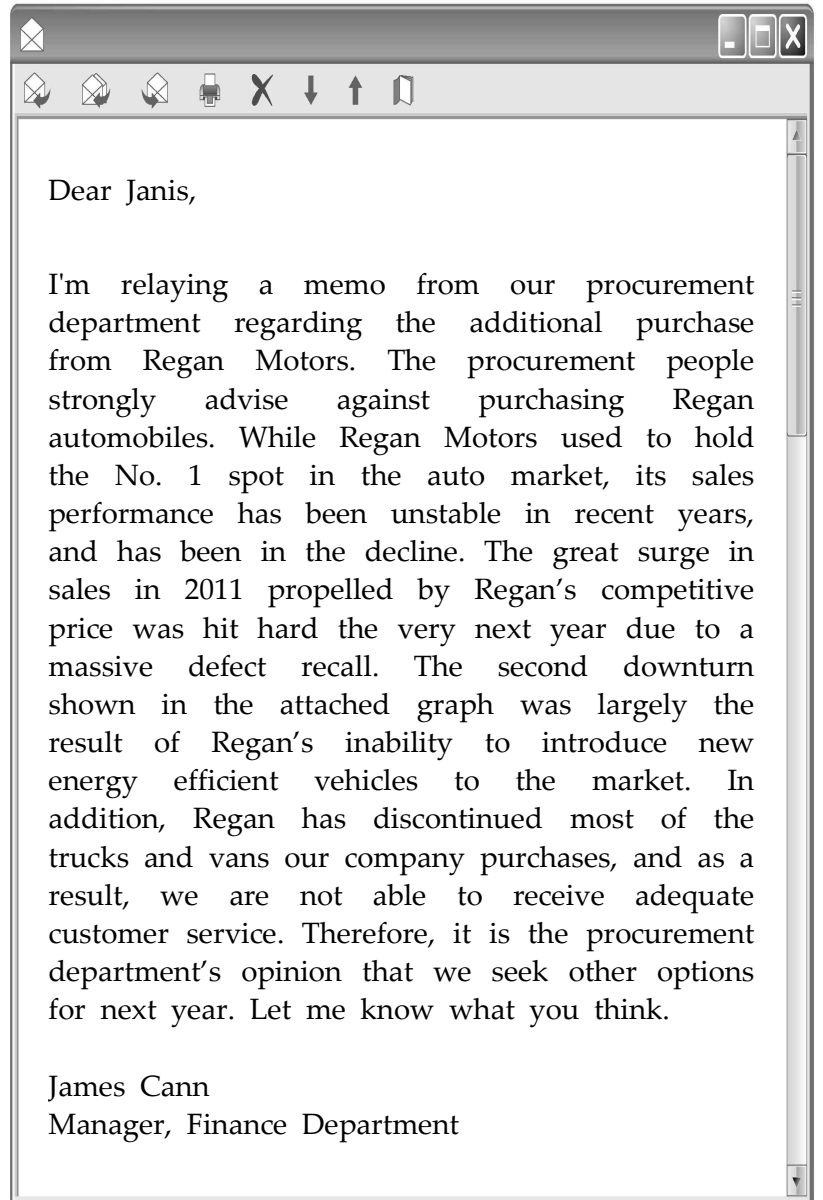 Dear Janis,
I'm relaying a memo from our procurement
department regarding the additional purchase
from Regan Motors. The procurement people
strongly advise against purchasing Regan
automobiles. While Regan Motors used to hold
the No. 1 spot in the auto market, its sales
performance has been unstable in recent years,
and has been in the decline. The great surge in
sales in 2011 propelled by Regan’s competitive
price was hit hard the very next year due to a
massive defect recall. The second downturn
shown in the attached graph was largely the
result of Regan’s inability to introduce new
energy efficient vehicles to the market. In
addition, Regan has discontinued most of the
trucks and vans our company purchases, and as a
result, we are not able to receive adequate
customer service. Therefore, it is the procurement
department’s opinion that we seek other options
for next year. Let me know what you think.
James Cann
Manager, Finance Department